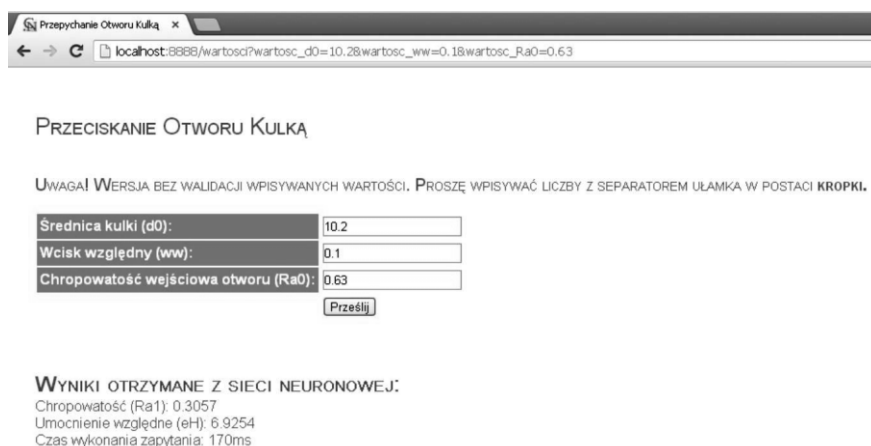 Przepychanie Otworu Kulką ×
localhost:8888/wartosci?wartosc_d0=10.2&wartosc_ww=0.1&wartosc_Ra0=0.63
Przeciskanie Otworu Kulką
Uwaga! Wersja bez walidacji wpisywanych wartości. Proszę wpisywać liczby z separatorem ułamka w postaci kropki.
Średnica kulki (d0): 10.2
Wcisk względny (ww): 0.1
Chropowatość wejściowa otworu (Ra0): 0.63
Prześlij
Wyniki otrzymane z sieci neuronowej:
Chropowatość (Ra1): 0.3057
Umocnienie względne (eH): 6.9254
Czas wykonania zapytania: 170ms